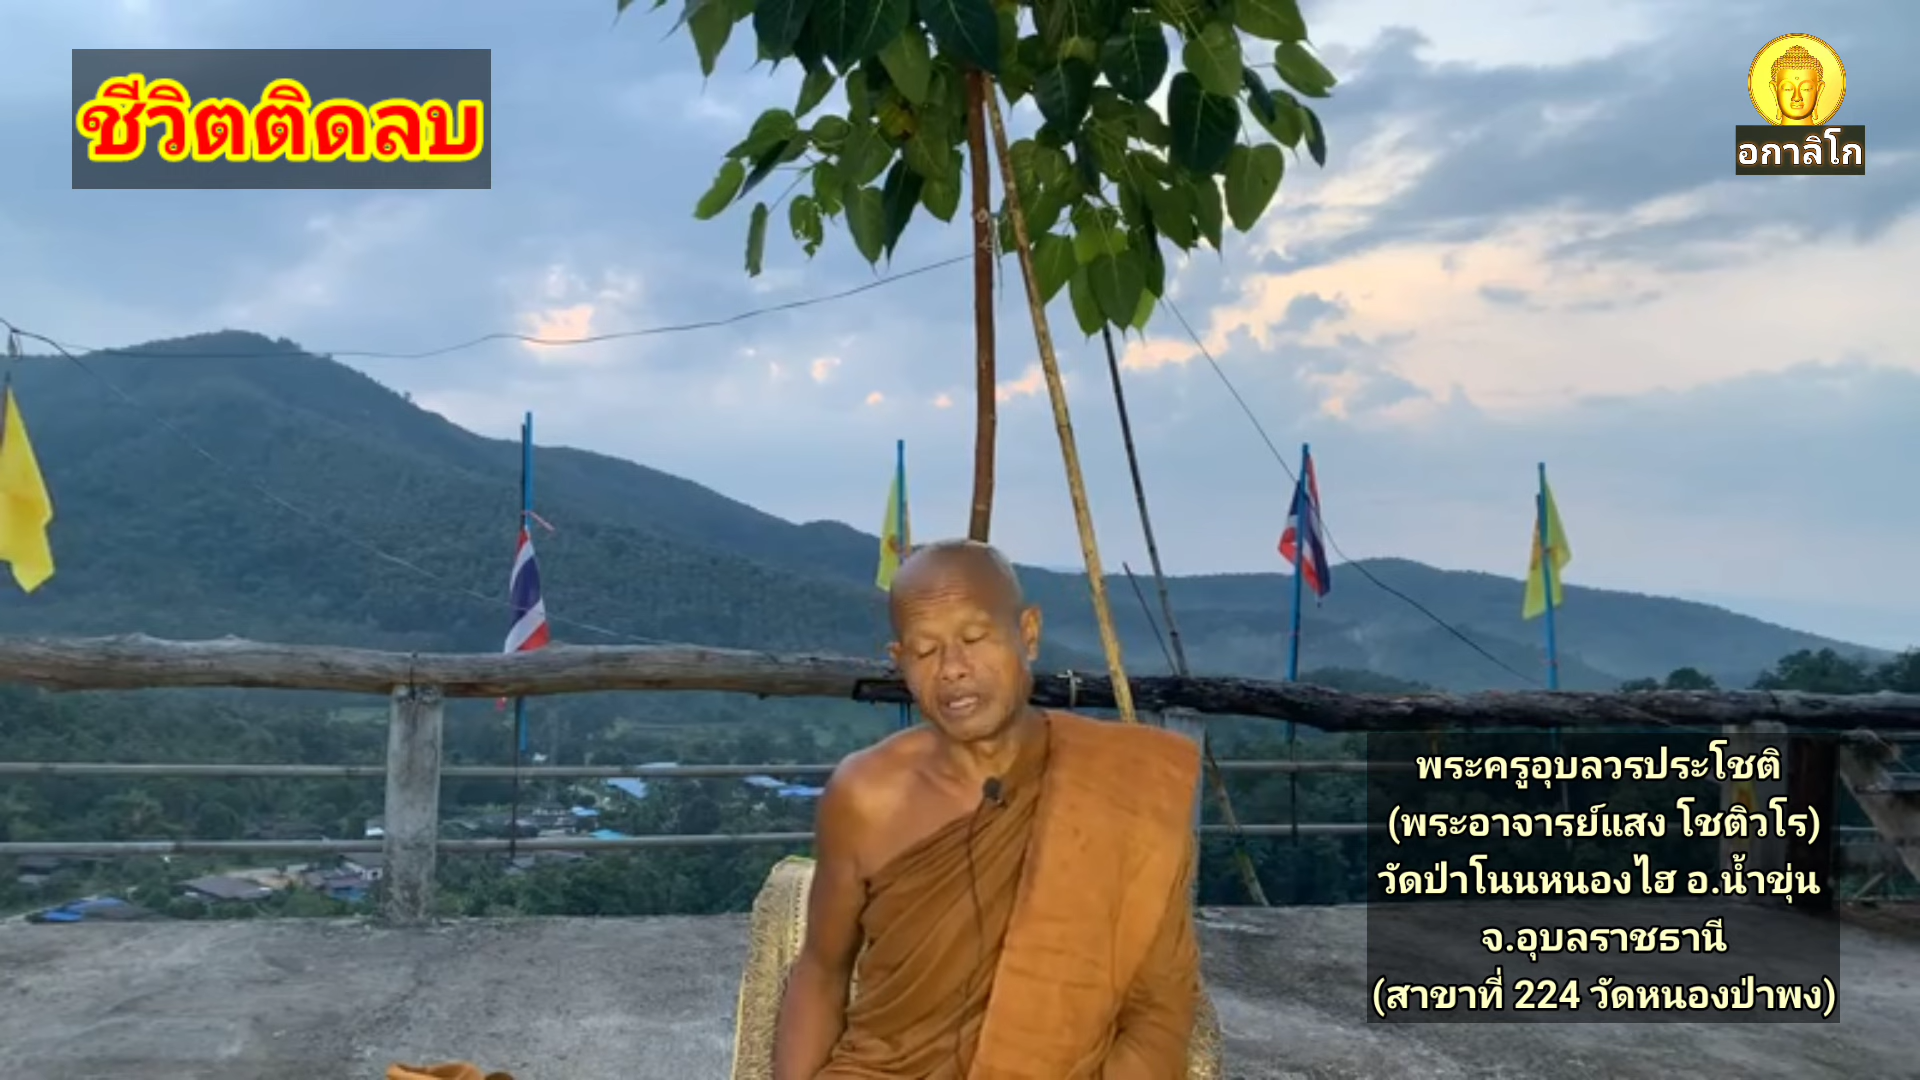 ชีวิตติดลบ
อกาลิโก
พระครูอุบลวรประโชติ
(พระอาจารย์แสง โชติวโร)
วัดป่าโนนหนองไฮ อ.น้ำขุ่น
จ.อุบลราชธานี
(สาขาที่ 224 วัดหนองป่าพง)